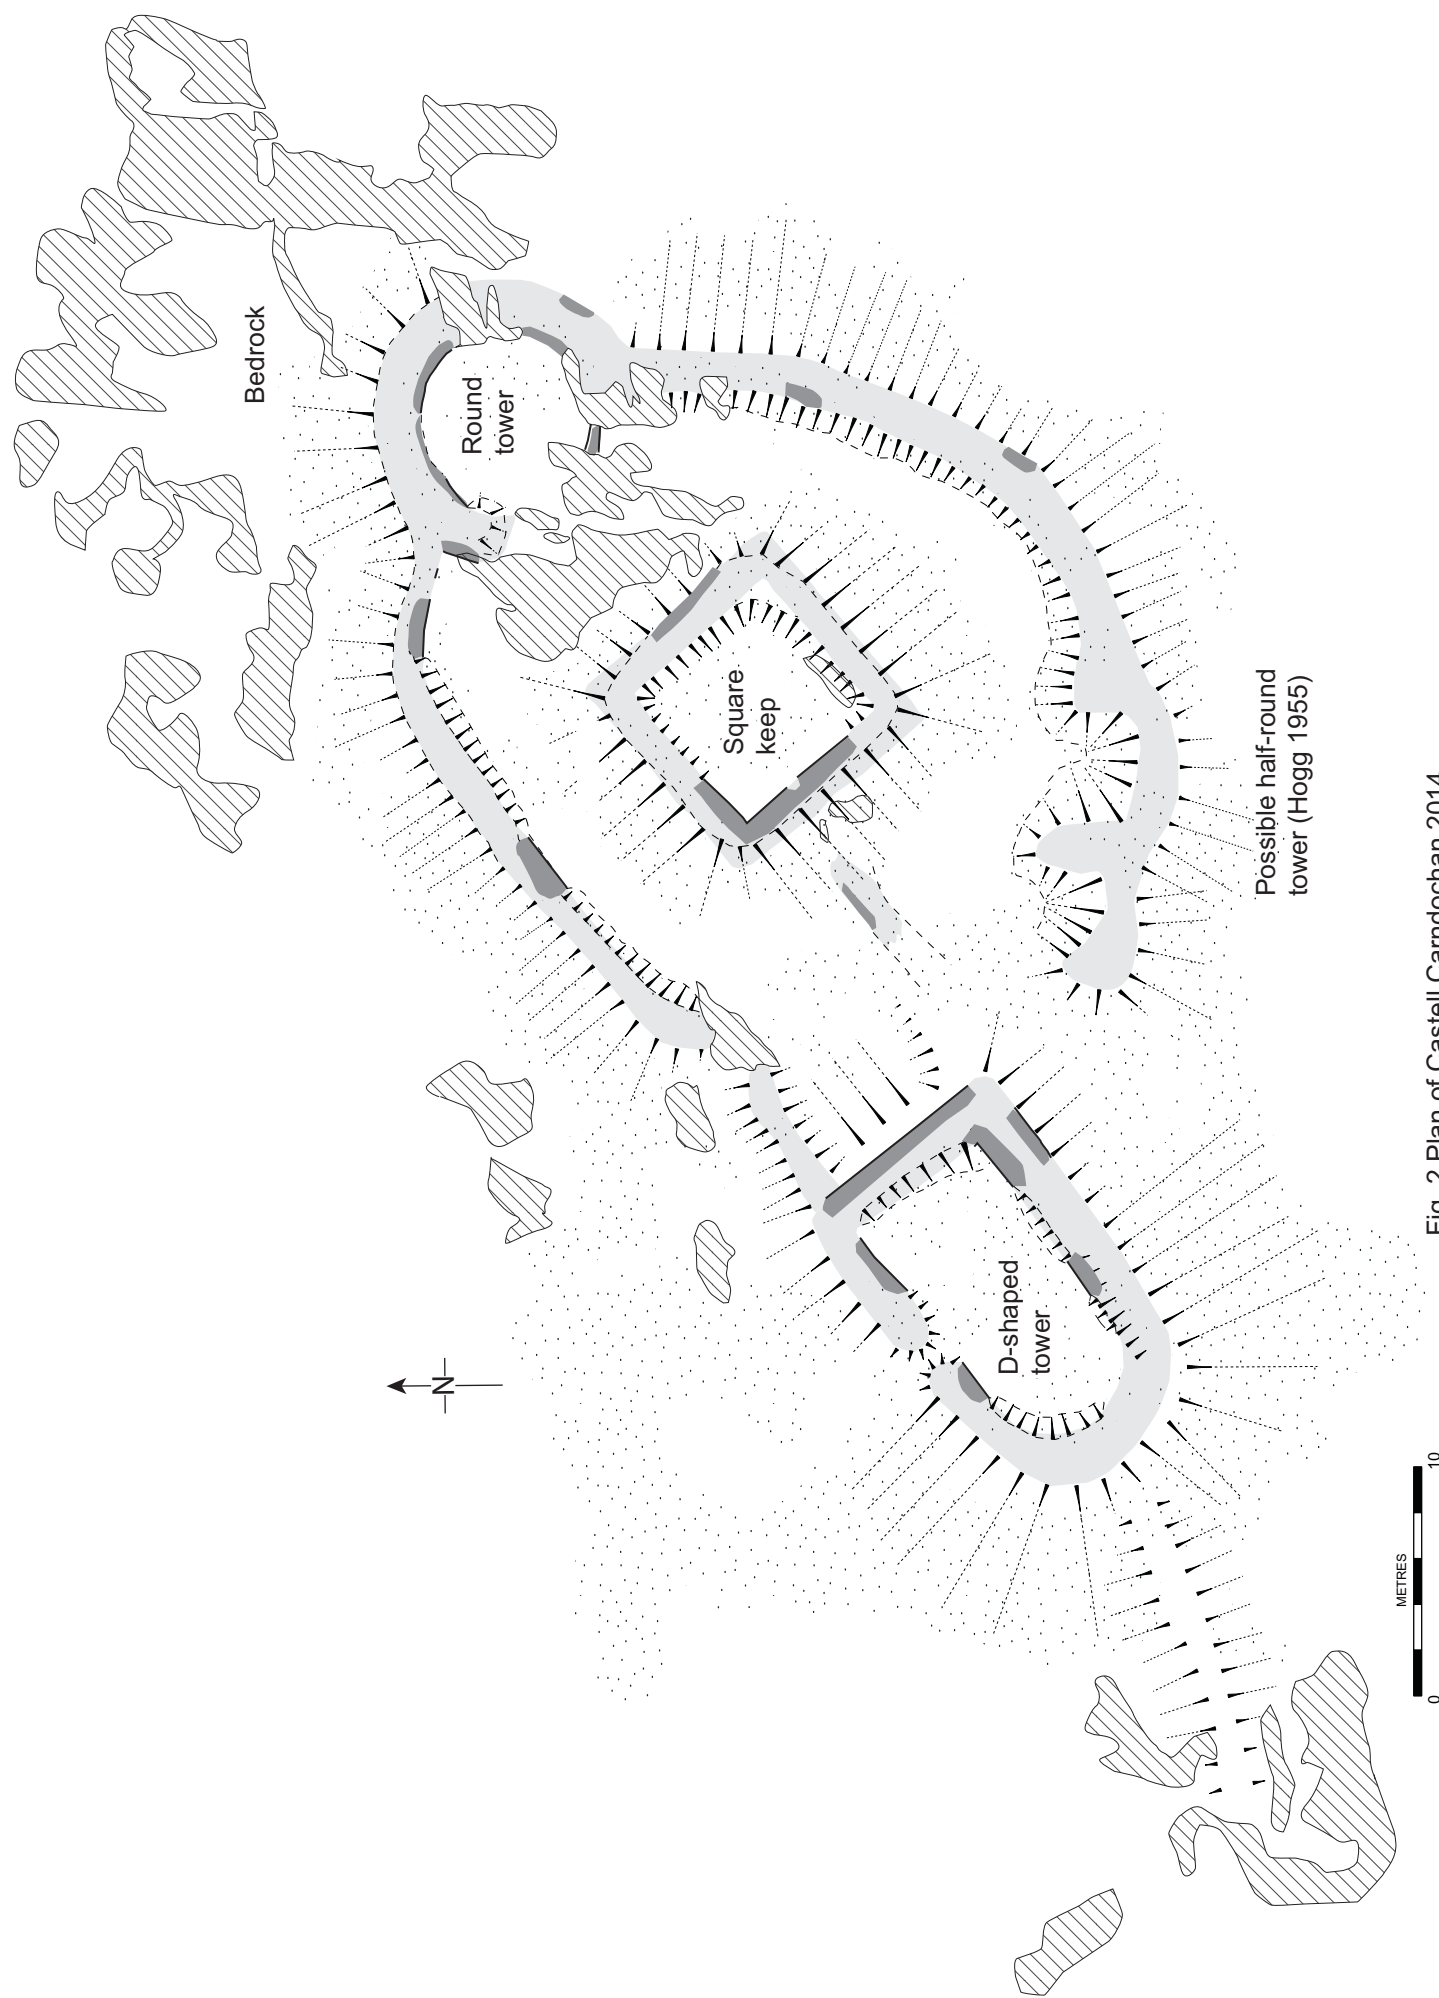 Bedrock
Round
tower
Square
keep
Possible half-round
tower (Hogg 1955)
D-shaped
tower
N
METRES
0
10
Fig. 2 Plan of Castell Carndochan 2014